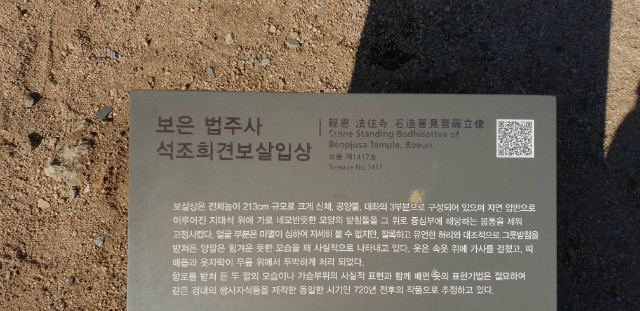 보은 법주사
석조희견보살입상
報恩 法住寺 石造喜見菩薩立像
Stone Standing Bodhisattva of
Beopjusa Temple, Boeun
보물 제1417호
Treasure No. 1417
보살상은 전체높이 213cm 규모로 크게 신체, 공양물, 대좌의 3부분으로 구성되어 있으며 자연 암반으로
이루어진 지대석 위에 가로 네모반듯한 모양의 받침돌을 그 위로 중심부에 해당하는 몸통을 세워
고정시켰다. 얼굴 부분은 마멸이 심하여 자세히 볼 수 없지만, 잘록하고 유연한 허리와 대조적으로 그릇받침을
받쳐든 양팔은 힘겨운 듯한 모습을 꽤 사실적으로 나타내고 있다. 옷은 속옷 위에 가사를 걸쳤고, 띠
매듭과 옷자락이 무릎 위에서 투박하게 처리 되었다.
향로를 받쳐 든 두 팔의 모습이나 가슴부위의 사실적 표현과 함께 배면 옷의 표현기법은 절묘하여
같은 경내의 쌍사자석등을 제작한 동일한 시기인 720년 전후의 작품으로 추정하고 있다.